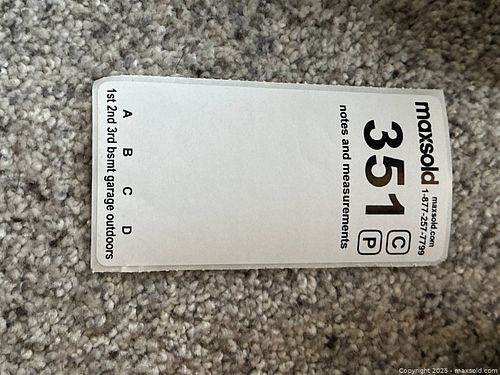 maxsold
maxsold.com
1-877-257-7799
351
C
P
notes and measurements
A B C D
1st 2nd 3rd bsmt garage outdoors
Copyright 2025 - maxsold.com